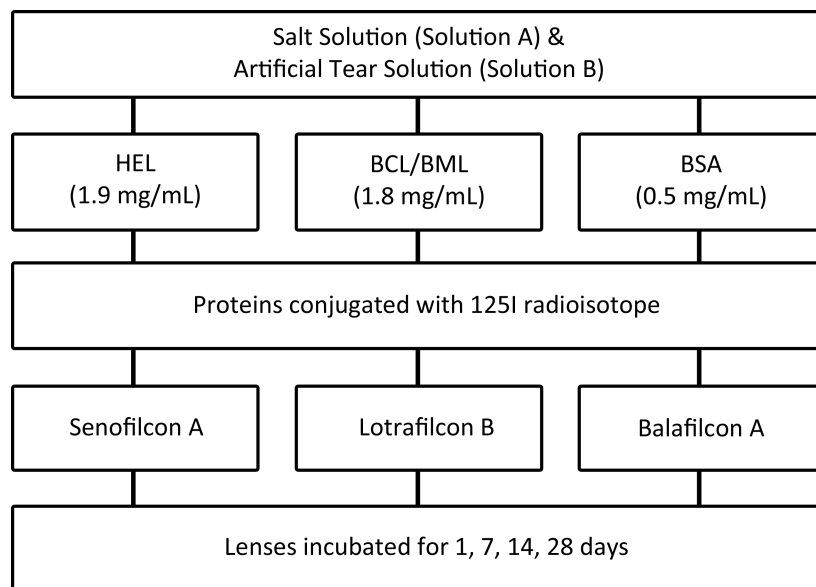 Salt Solution (Solution A) &
Artificial Tear Solution (Solution B)
HEL
(1.9 mg/mL)
BCL/BML
(1.8 mg/mL)
BSA
(0.5 mg/mL)
Proteins conjugated with 125I radioisotope
Senofilcon A
Lotrafilcon B
Balafilcon A
Lenses incubated for 1, 7, 14, 28 days